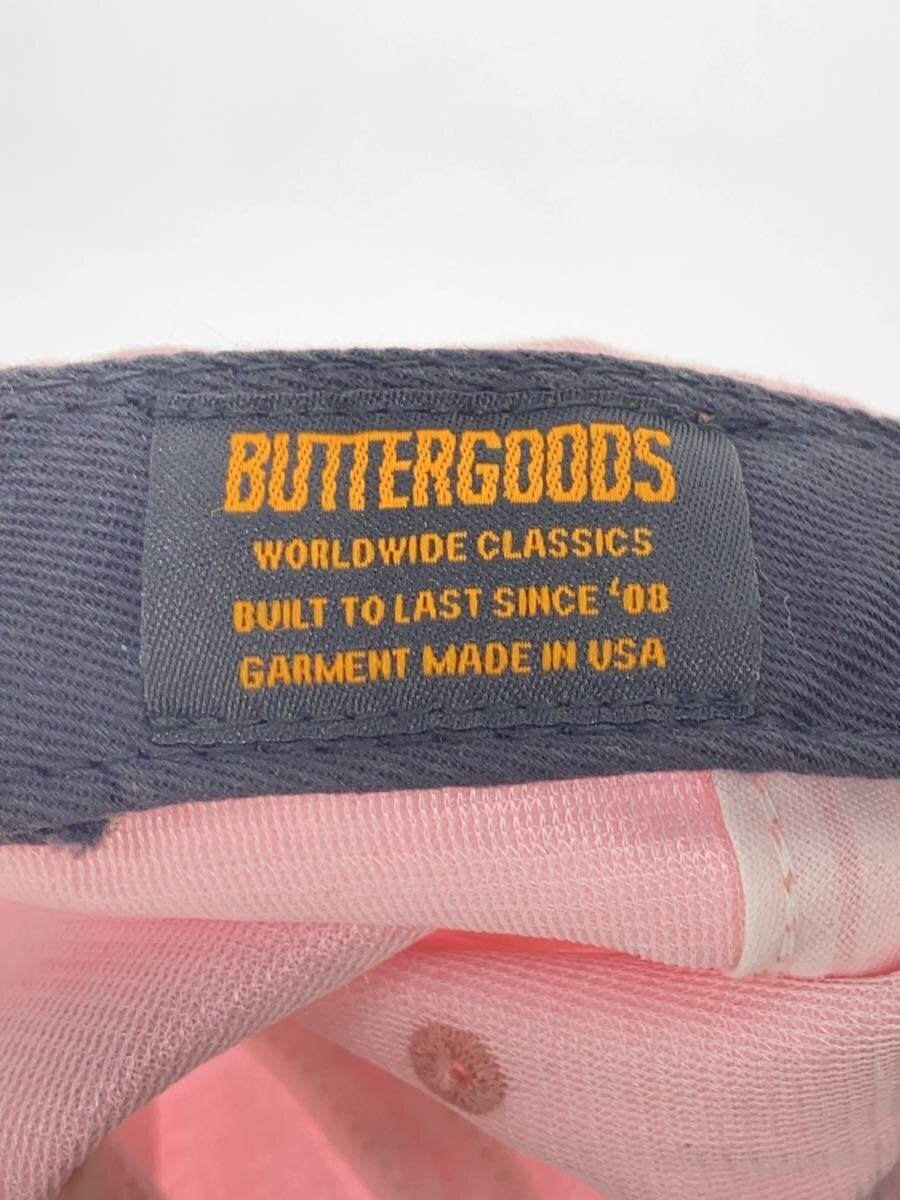 BUTTERGOODS
WORLDWIDE CLASSICS
BUILT TO LAST SINCE ‘08
GARMENT MADE IN USA